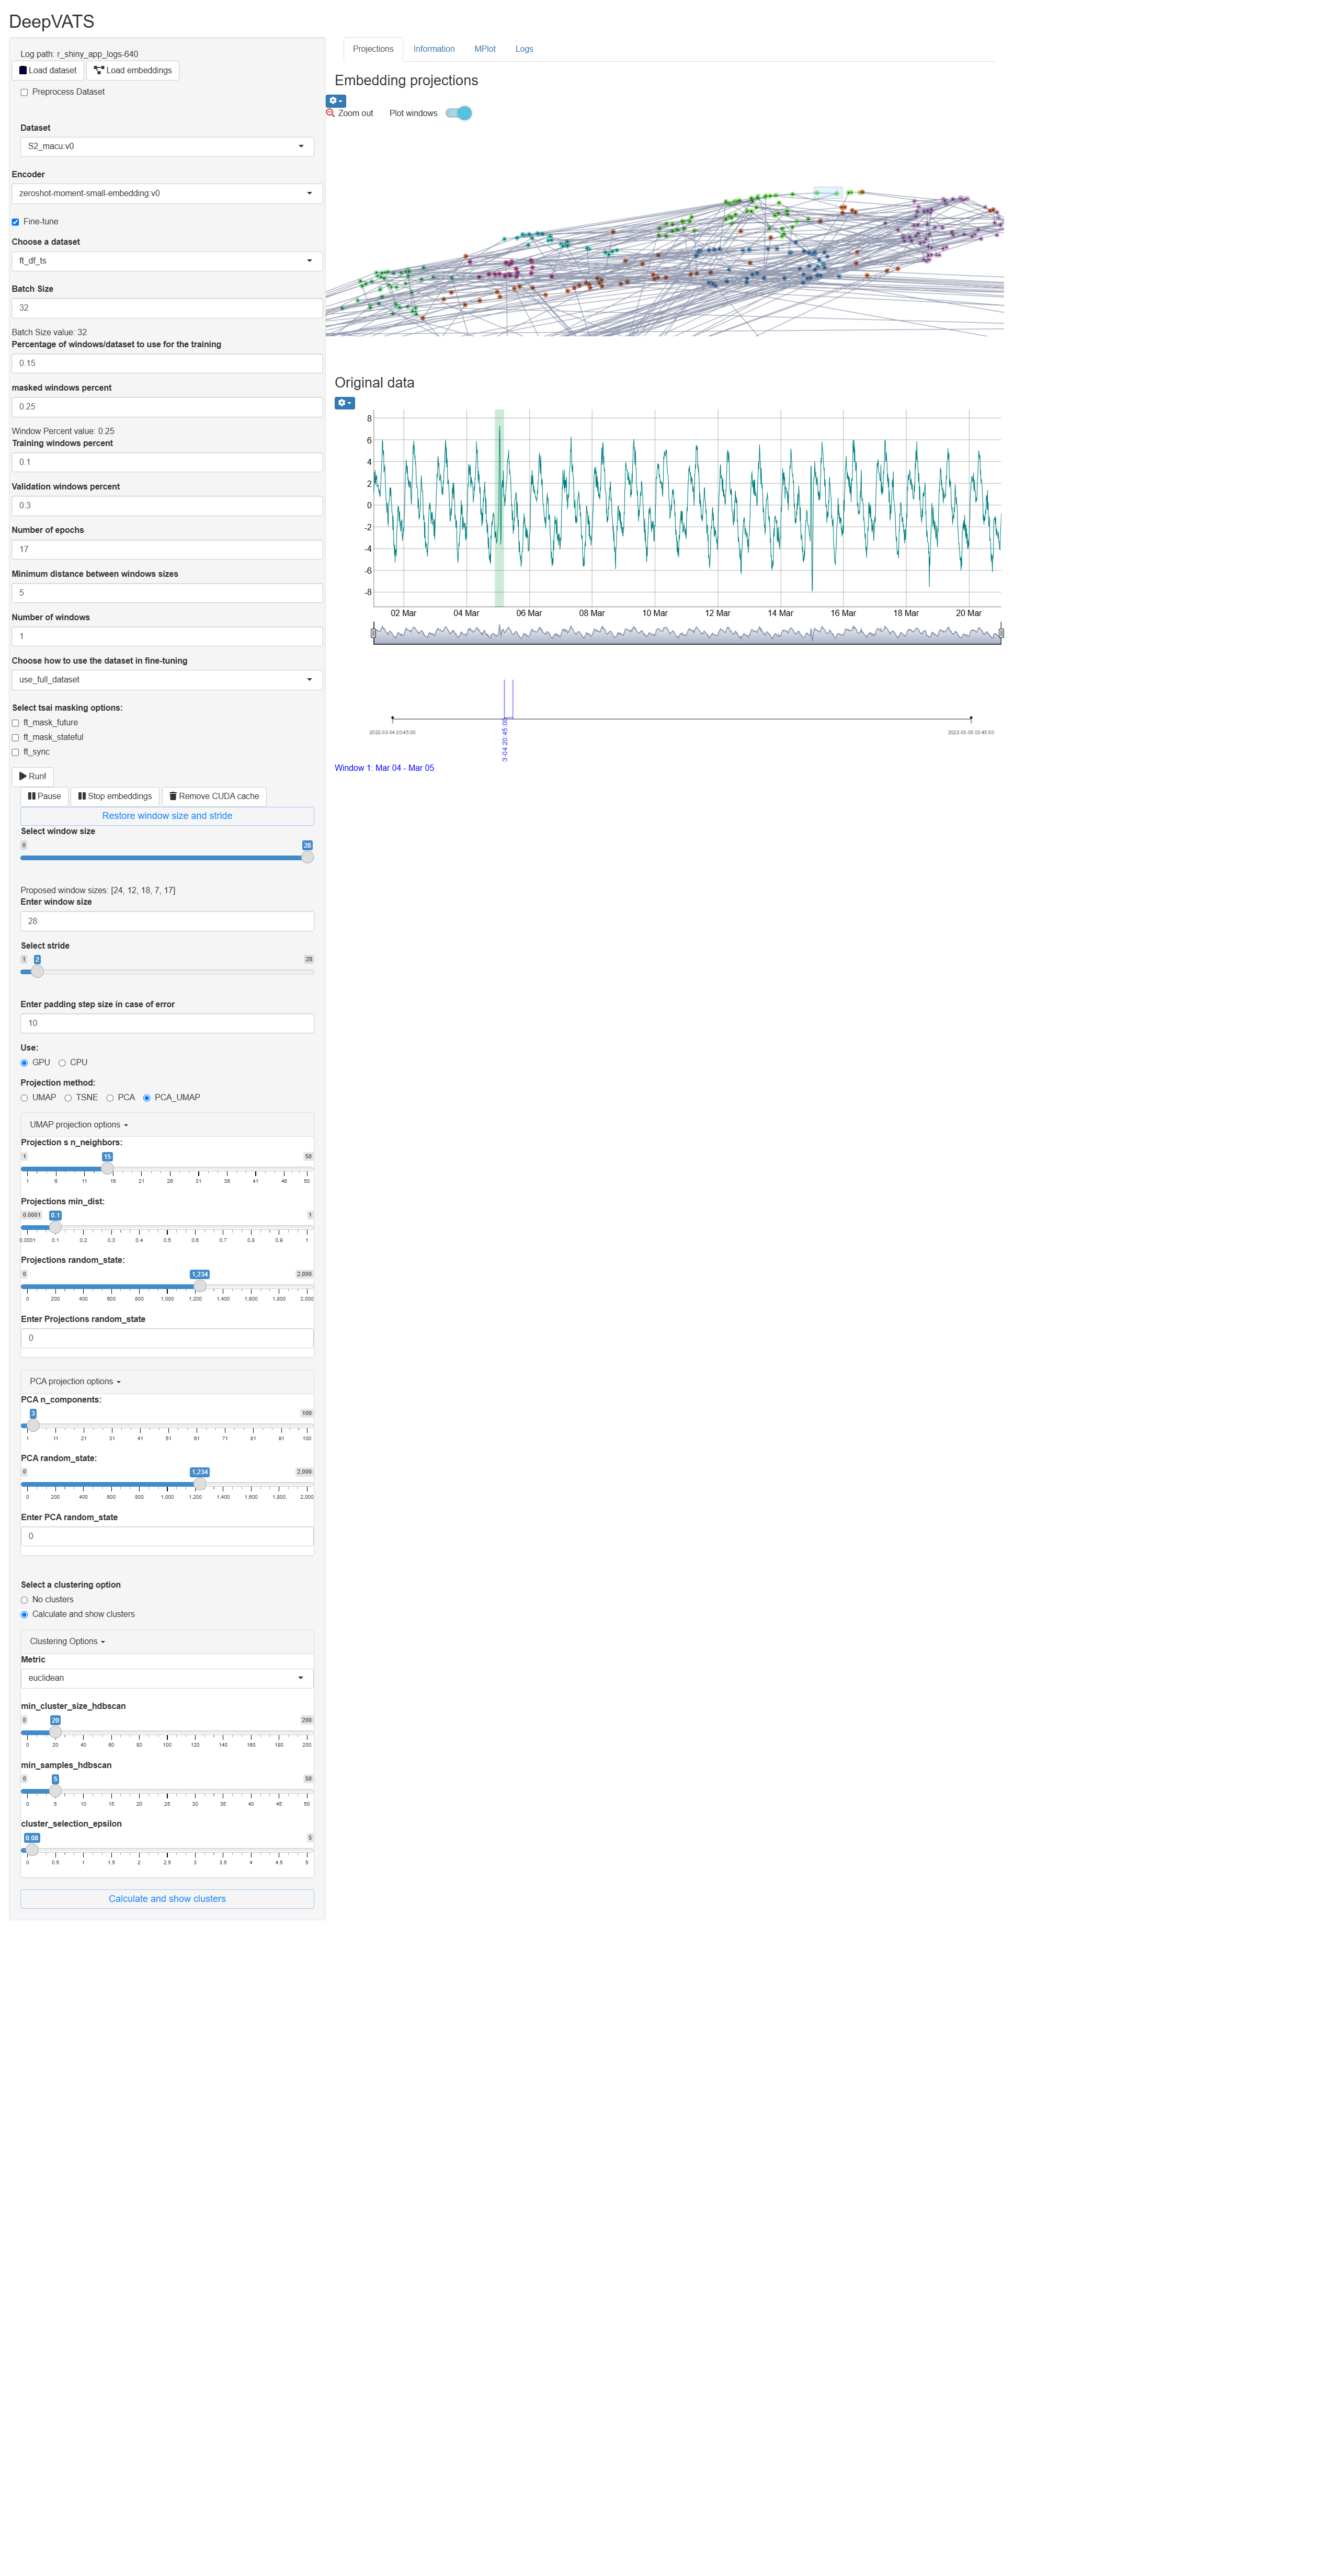 DeepVATS
Log path: r_shiny_app_logs-640
Load dataset
Load embeddings
Preprocess Dataset
Dataset
S2_macu:v0
Encoder
zeroshot-moment-small-embedding:v0
Fine-tune
Choose a dataset
ft_df_ts
Batch Size
32
Batch Size value: 32
Percentage of windows/dataset to use for the training
0.15
masked windows percent
0.25
Window Percent value: 0.25
Training windows percent
0.1
Validation windows percent
0.3
Number of epochs
17
Minimum distance between windows sizes
5
Number of windows
1
Choose how to use the dataset in fine-tuning
use_full_dataset
Select tsai masking options:
ft_mask_future
ft_mask_stateful
ft_sync
Run!
Pause
Stop embeddings
Remove CUDA cache
Restore window size and stride
Select window size
0 28
Proposed window sizes: [24, 12, 18, 7, 17]
Enter window size
28
Select stride
1 2 28
Enter padding step size in case of error
10
Use:
GPU CPU
Projection method:
UMAP TSNE PCA PCA_UMAP
UMAP projection options
Projection s n_neighbors:
1 15 50
1 6 11 16 21 26 31 36 41 46 50
Projections min_dist:
0.0001 0.1 1
0.0001 0.1 0.2 0.3 0.4 0.5 0.6 0.7 0.8 0.9 1
Projections random_state:
0 1,234 2,000
0 200 400 600 800 1,000 1,200 1,400 1,600 1,800 2,000
Enter Projections random_state
0
PCA projection options
PCA n_components:
3 100
1 11 21 31 41 51 61 71 81 91 100
PCA random_state:
0 1,234 2,000
0 200 400 600 800 1,000 1,200 1,400 1,600 1,800 2,000
Enter PCA random_state
0
Select a clustering option
No clusters
Calculate and show clusters
Clustering Options
Metric
euclidean
min_cluster_size_hdbscan
0 20 200
0 20 40 60 80 100 120 140 160 180 200
min_samples_hdbscan
0 5 50
0 5 10 15 20 25 30 35 40 45 50
cluster_selection_epsilon
0.08 5
0 0.5 1 1.5 2 2.5 3 3.5 4 4.5 5
Calculate and show clusters
Projections Information MPlot Logs
Embedding projections
Zoom out Plot windows
Original data
8
6
4
2
0
-2
-4
-6
-8
02 Mar 04 Mar 06 Mar 08 Mar 10 Mar 12 Mar 14 Mar 16 Mar 18 Mar 20 Mar
2022-03-04 20:45:00
3-04 20:45:00
2022-03-05 03:45:00
Window 1: Mar 04 - Mar 05